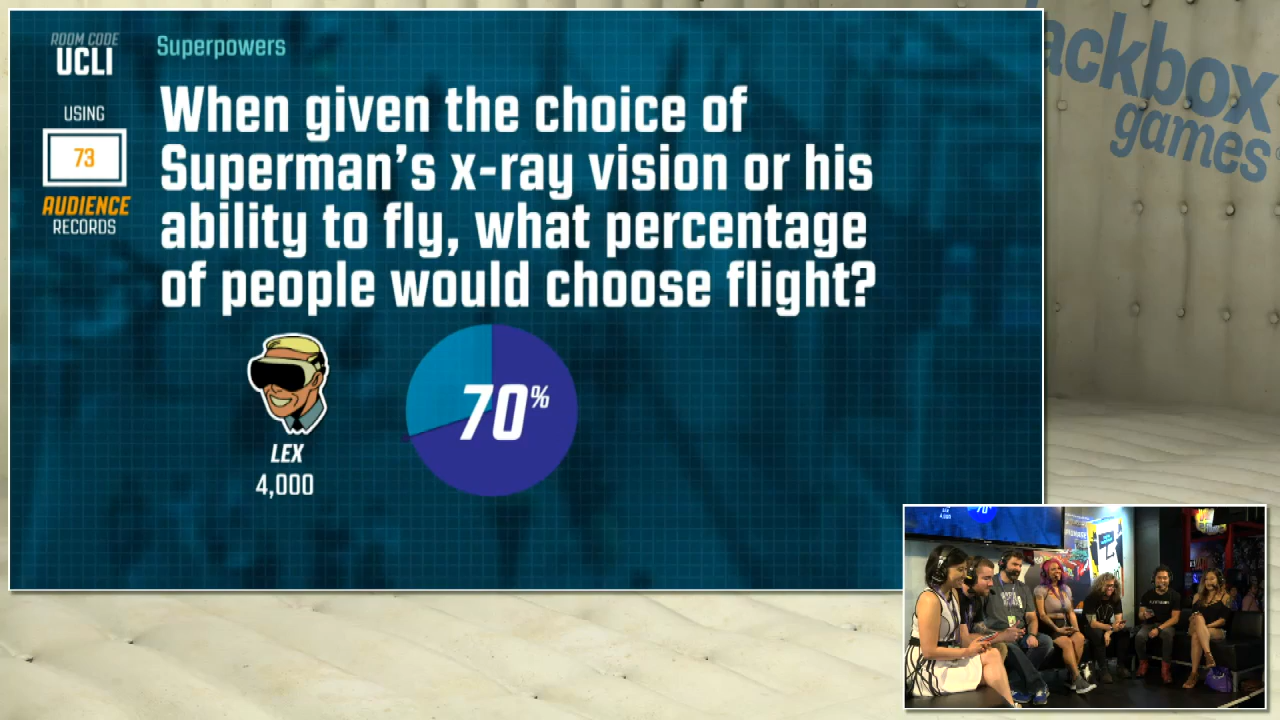 ROOM CODE
UCLI
USING
73
AUDIENCE
RECORDS
Superpowers
When given the choice of
Superman's x-ray vision or his
ability to fly, what percentage
of people would choose flight?
70%
LEX
4,000
ackbox
games